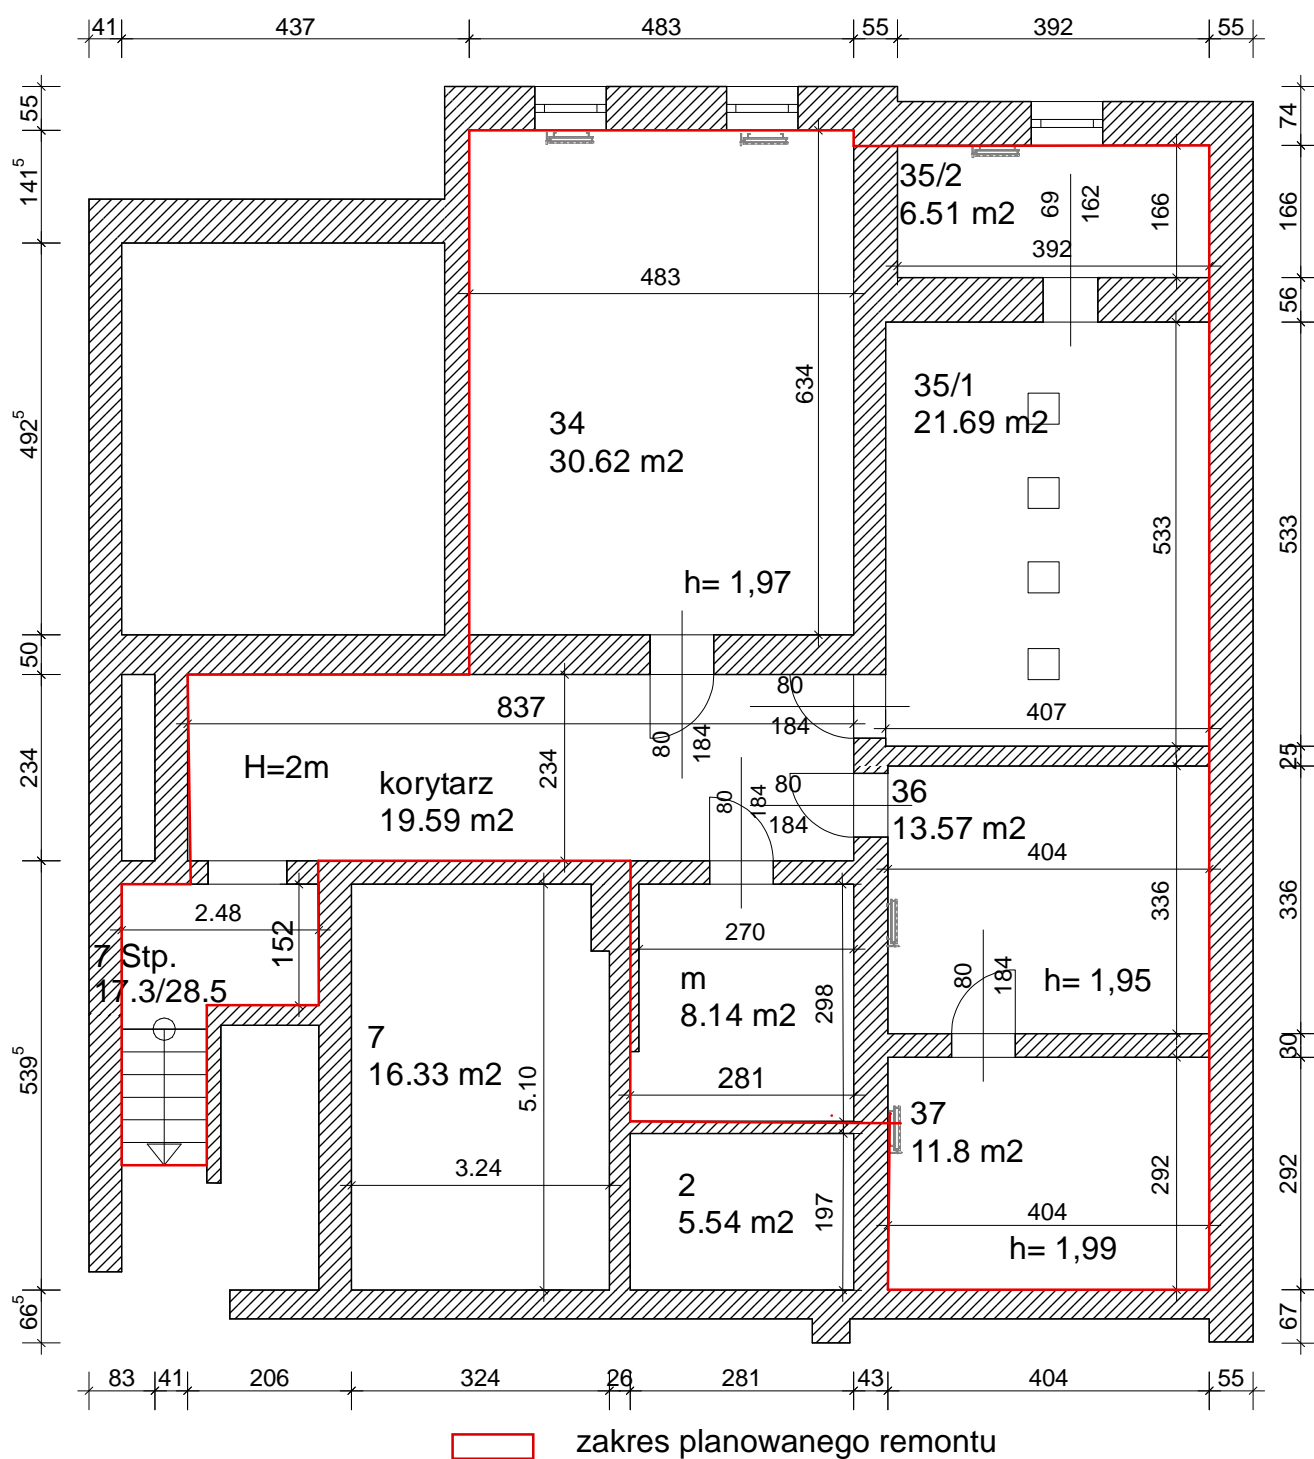 41 437 483 55 392 55
55
141⁵
492⁵
50
234
539⁵
66⁵
74
166
56
533
25
336
30
292
67
35/2
6.51 m2
69
162
166
392
483
634
34
30.62 m2
h= 1,97
35/1
21.69 m2
533
407
837
80
184
80
184
H=2m
korytarz
19.59 m2
234
80
184
80
184
36
13.57 m2
404
336
h= 1,95
80
184
2.48
152
7 Stp.
17.3/28.5
7
16.33 m2
5.10
3.24
270
m
8.14 m2
298
281
2
5.54 m2
197
37
11.8 m2
292
404
h= 1,99
83 41 206 324 26 281 43 404 55
zakres planowanego remontu